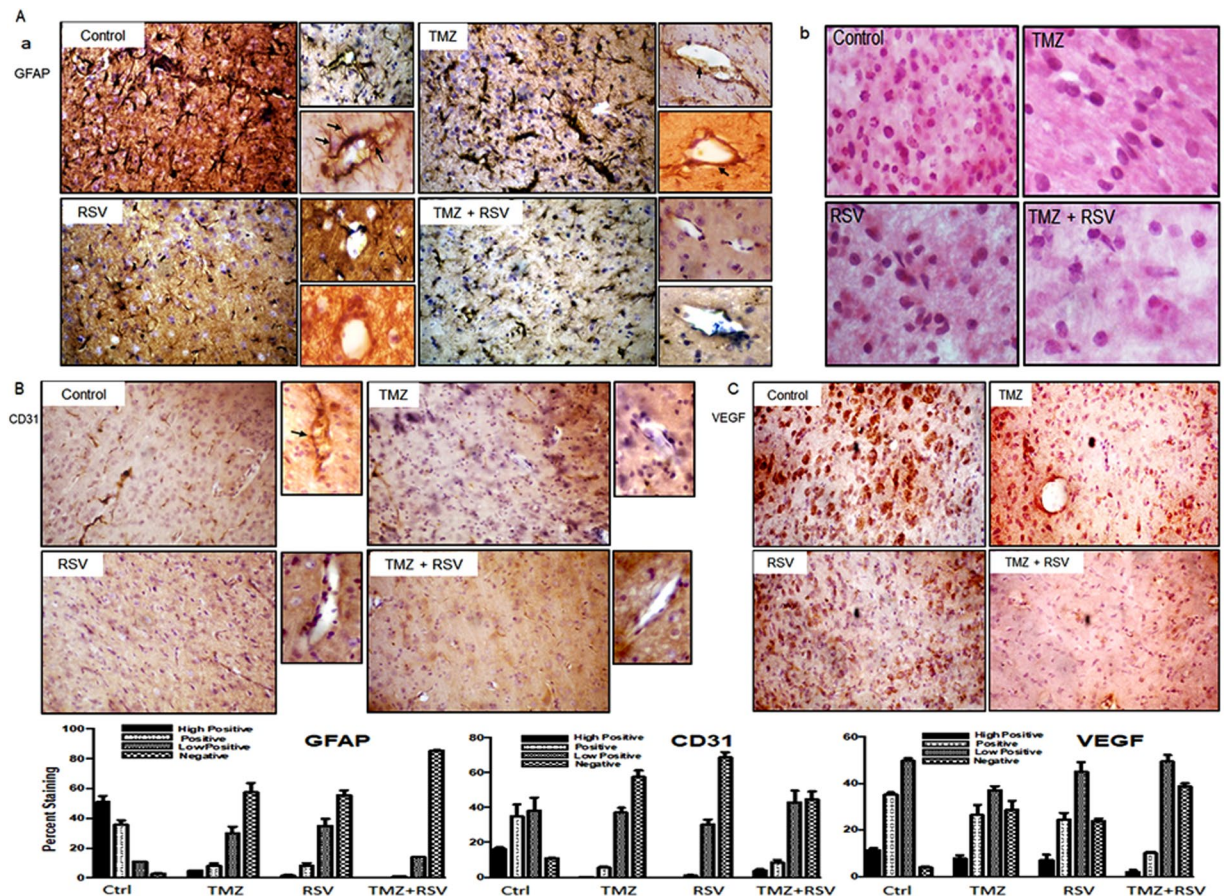 A
a
GFAP
Control
TMZ
RSV
TMZ + RSV
b
Control
TMZ
RSV
TMZ + RSV
B
CD31
Control
TMZ
RSV
TMZ + RSV
C
VEGF
Control
TMZ
RSV
TMZ + RSV
Percent Staining
100
80
60
40
20
0
High Positive
Positive
Low Positive
Negative
GFAP
Ctrl TMZ RSV TMZ+RSV
80
60
40
20
0
High Positive
Positive
Low Positive
Negative
CD31
Ctrl TMZ RSV TMZ+RSV
60
40
20
0
High Positive
Positive
Low Positive
Negative
VEGF
Ctrl TMZ RSV TMZ+RSV